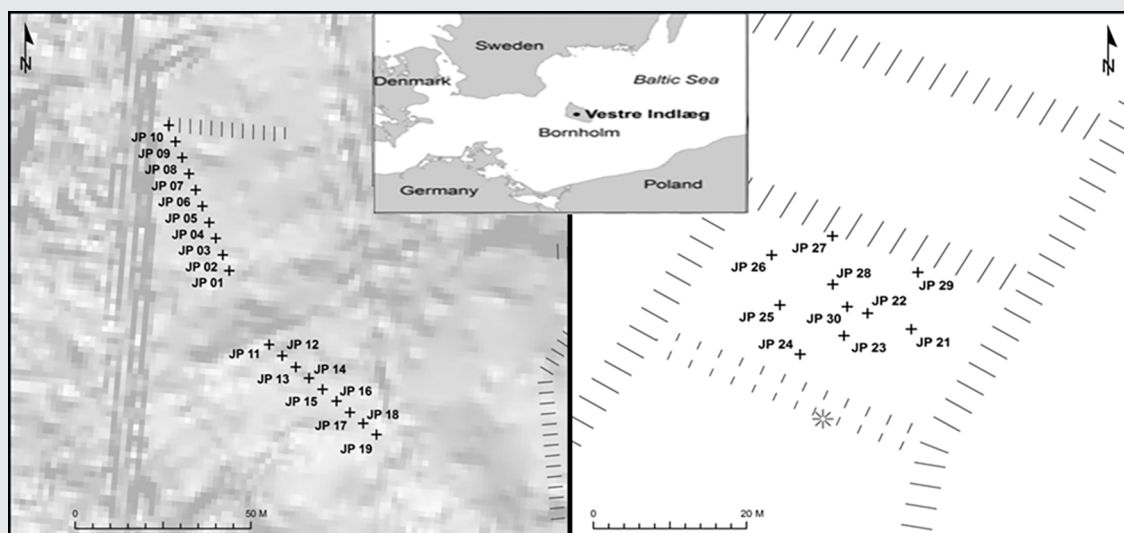 N
Sweden
Denmark
Baltic Sea
Vestre Indlæg
Bornholm
Germany
Poland
N
JP 10
JP 09
JP 08
JP 07
JP 06
JP 05
JP 04
JP 03
JP 02
JP 01
JP 12
JP 11
JP 14
JP 13
JP 16
JP 15
JP 18
JP 17
JP 19
0
50 M
JP 27
JP 26
JP 28
JP 29
JP 22
JP 25
JP 30
JP 21
JP 24
JP 23
0
20 M